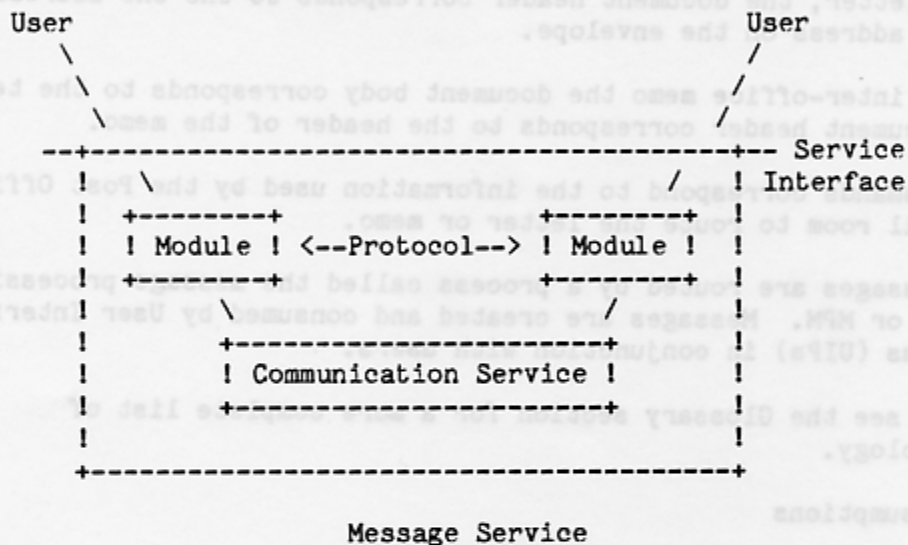 User User
\ /
\ /
\ /
--+------------------------------------------+-- Service
! \ / ! Interface
! +---------+ +---------+ !
! ! Module ! <--Protocol--> ! Module ! !
! +---------+ +---------+ !
! \ / !
! +-------------------------+ !
! ! Communication Service ! !
! +-------------------------+ !
! !
+------------------------------------------+
Message Service